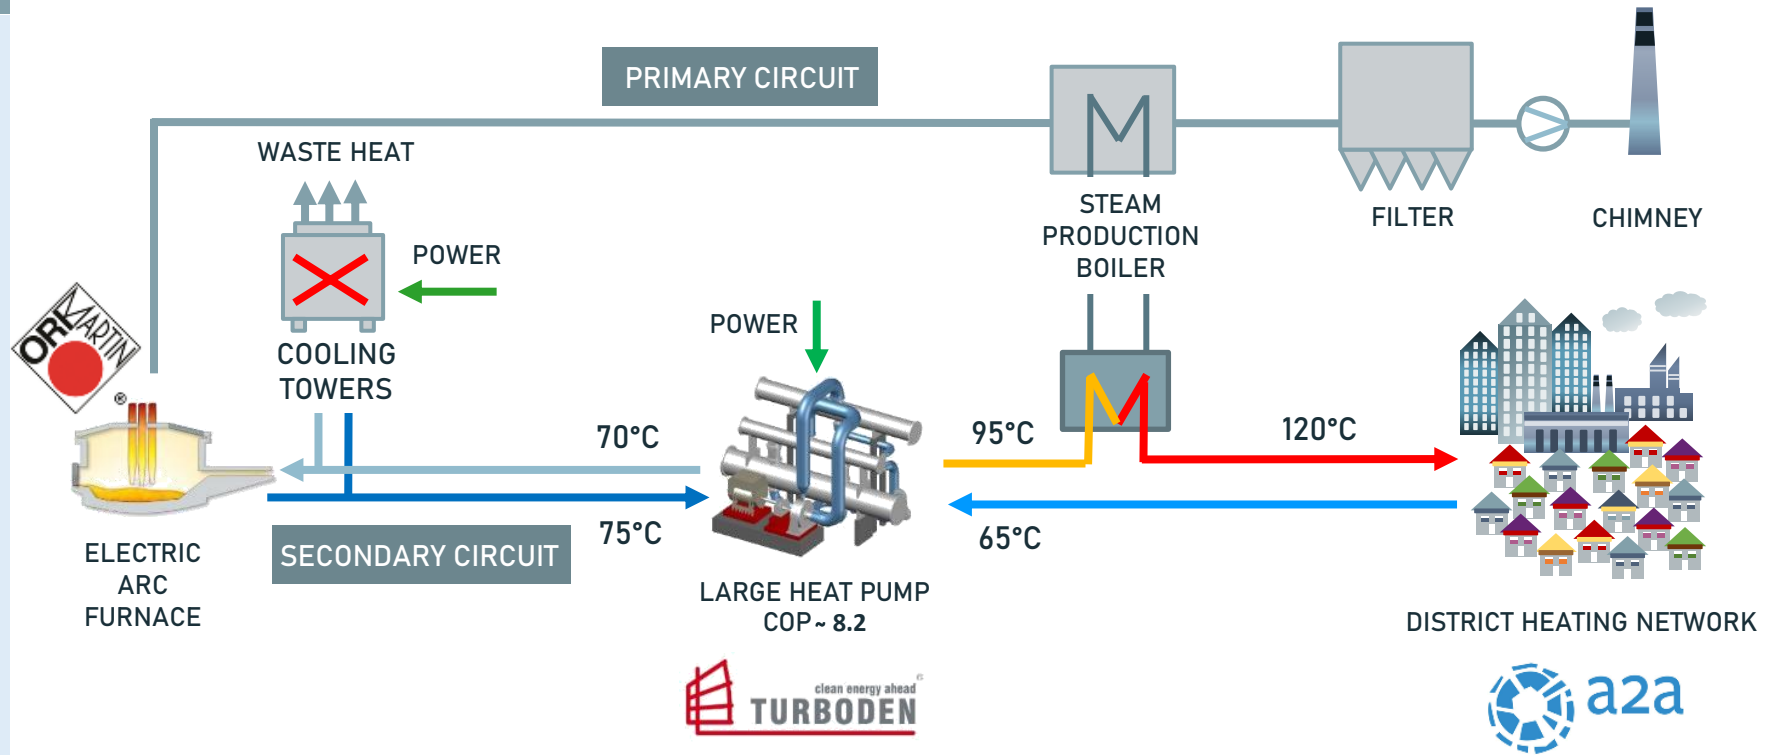 PRIMARY CIRCUIT
WASTE HEAT
POWER
COOLING
TOWERS
ORI
MARTIN
®
ELECTRIC
ARC
FURNACE
SECONDARY CIRCUIT
70°C
75°C
POWER
LARGE HEAT PUMP
COP ~ 8.2
clean energy ahead
TURBODEN
STEAM
PRODUCTION
BOILER
FILTER
CHIMNEY
95°C
120°C
65°C
DISTRICT HEATING NETWORK
a2a